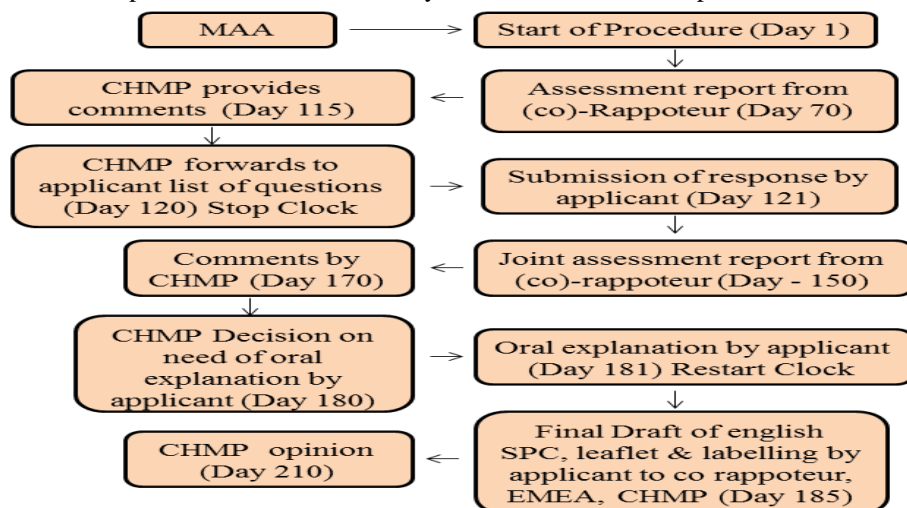 MAA
Start of Procedure (Day 1)
Assessment report from
(co)-Rappoteur (Day 70)
CHMP provides
comments (Day 115)
CHMP forwards to
applicant list of questions
(Day 120) Stop Clock
Submission of response by
applicant (Day 121)
Joint assessment report from
(co)-rappoteur (Day - 150)
Comments by
CHMP (Day 170)
CHMP Decision on
need of oral
explanation by
applicant (Day 180)
Oral explanation by applicant
(Day 181) Restart Clock
Final Draft of english
SPC, leaflet & labelling by
applicant to co rappoteur,
EMEA, CHMP (Day 185)
CHMP opinion
(Day 210)